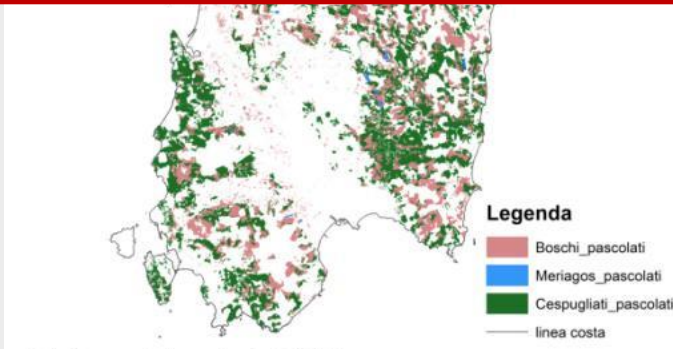 Legenda
Boschi_pascolati
Meriagos_pascolati
Cespugliati_pascolati
linea costa